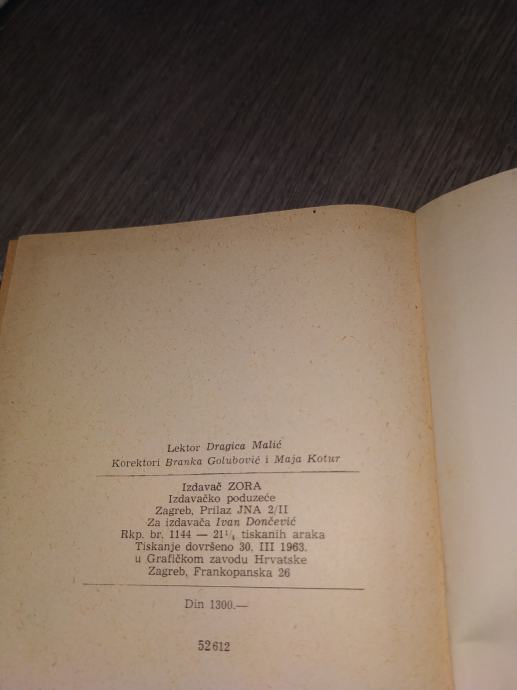 Lektor Dragica Malić
Korektori Branka Golubović i Maja Kotur
Izdavač ZORA
Izdavačko poduzeće
Zagreb, Prilaz JNA 2/II
Za izdavača Ivan Dončević
Rkp. br. 1144 — 21¼ tiskanih araka
Tiskanje dovršeno 30. III 1963.
u Grafičkom zavodu Hrvatske
Zagreb, Frankopanska 26
Din 1300.—
52612